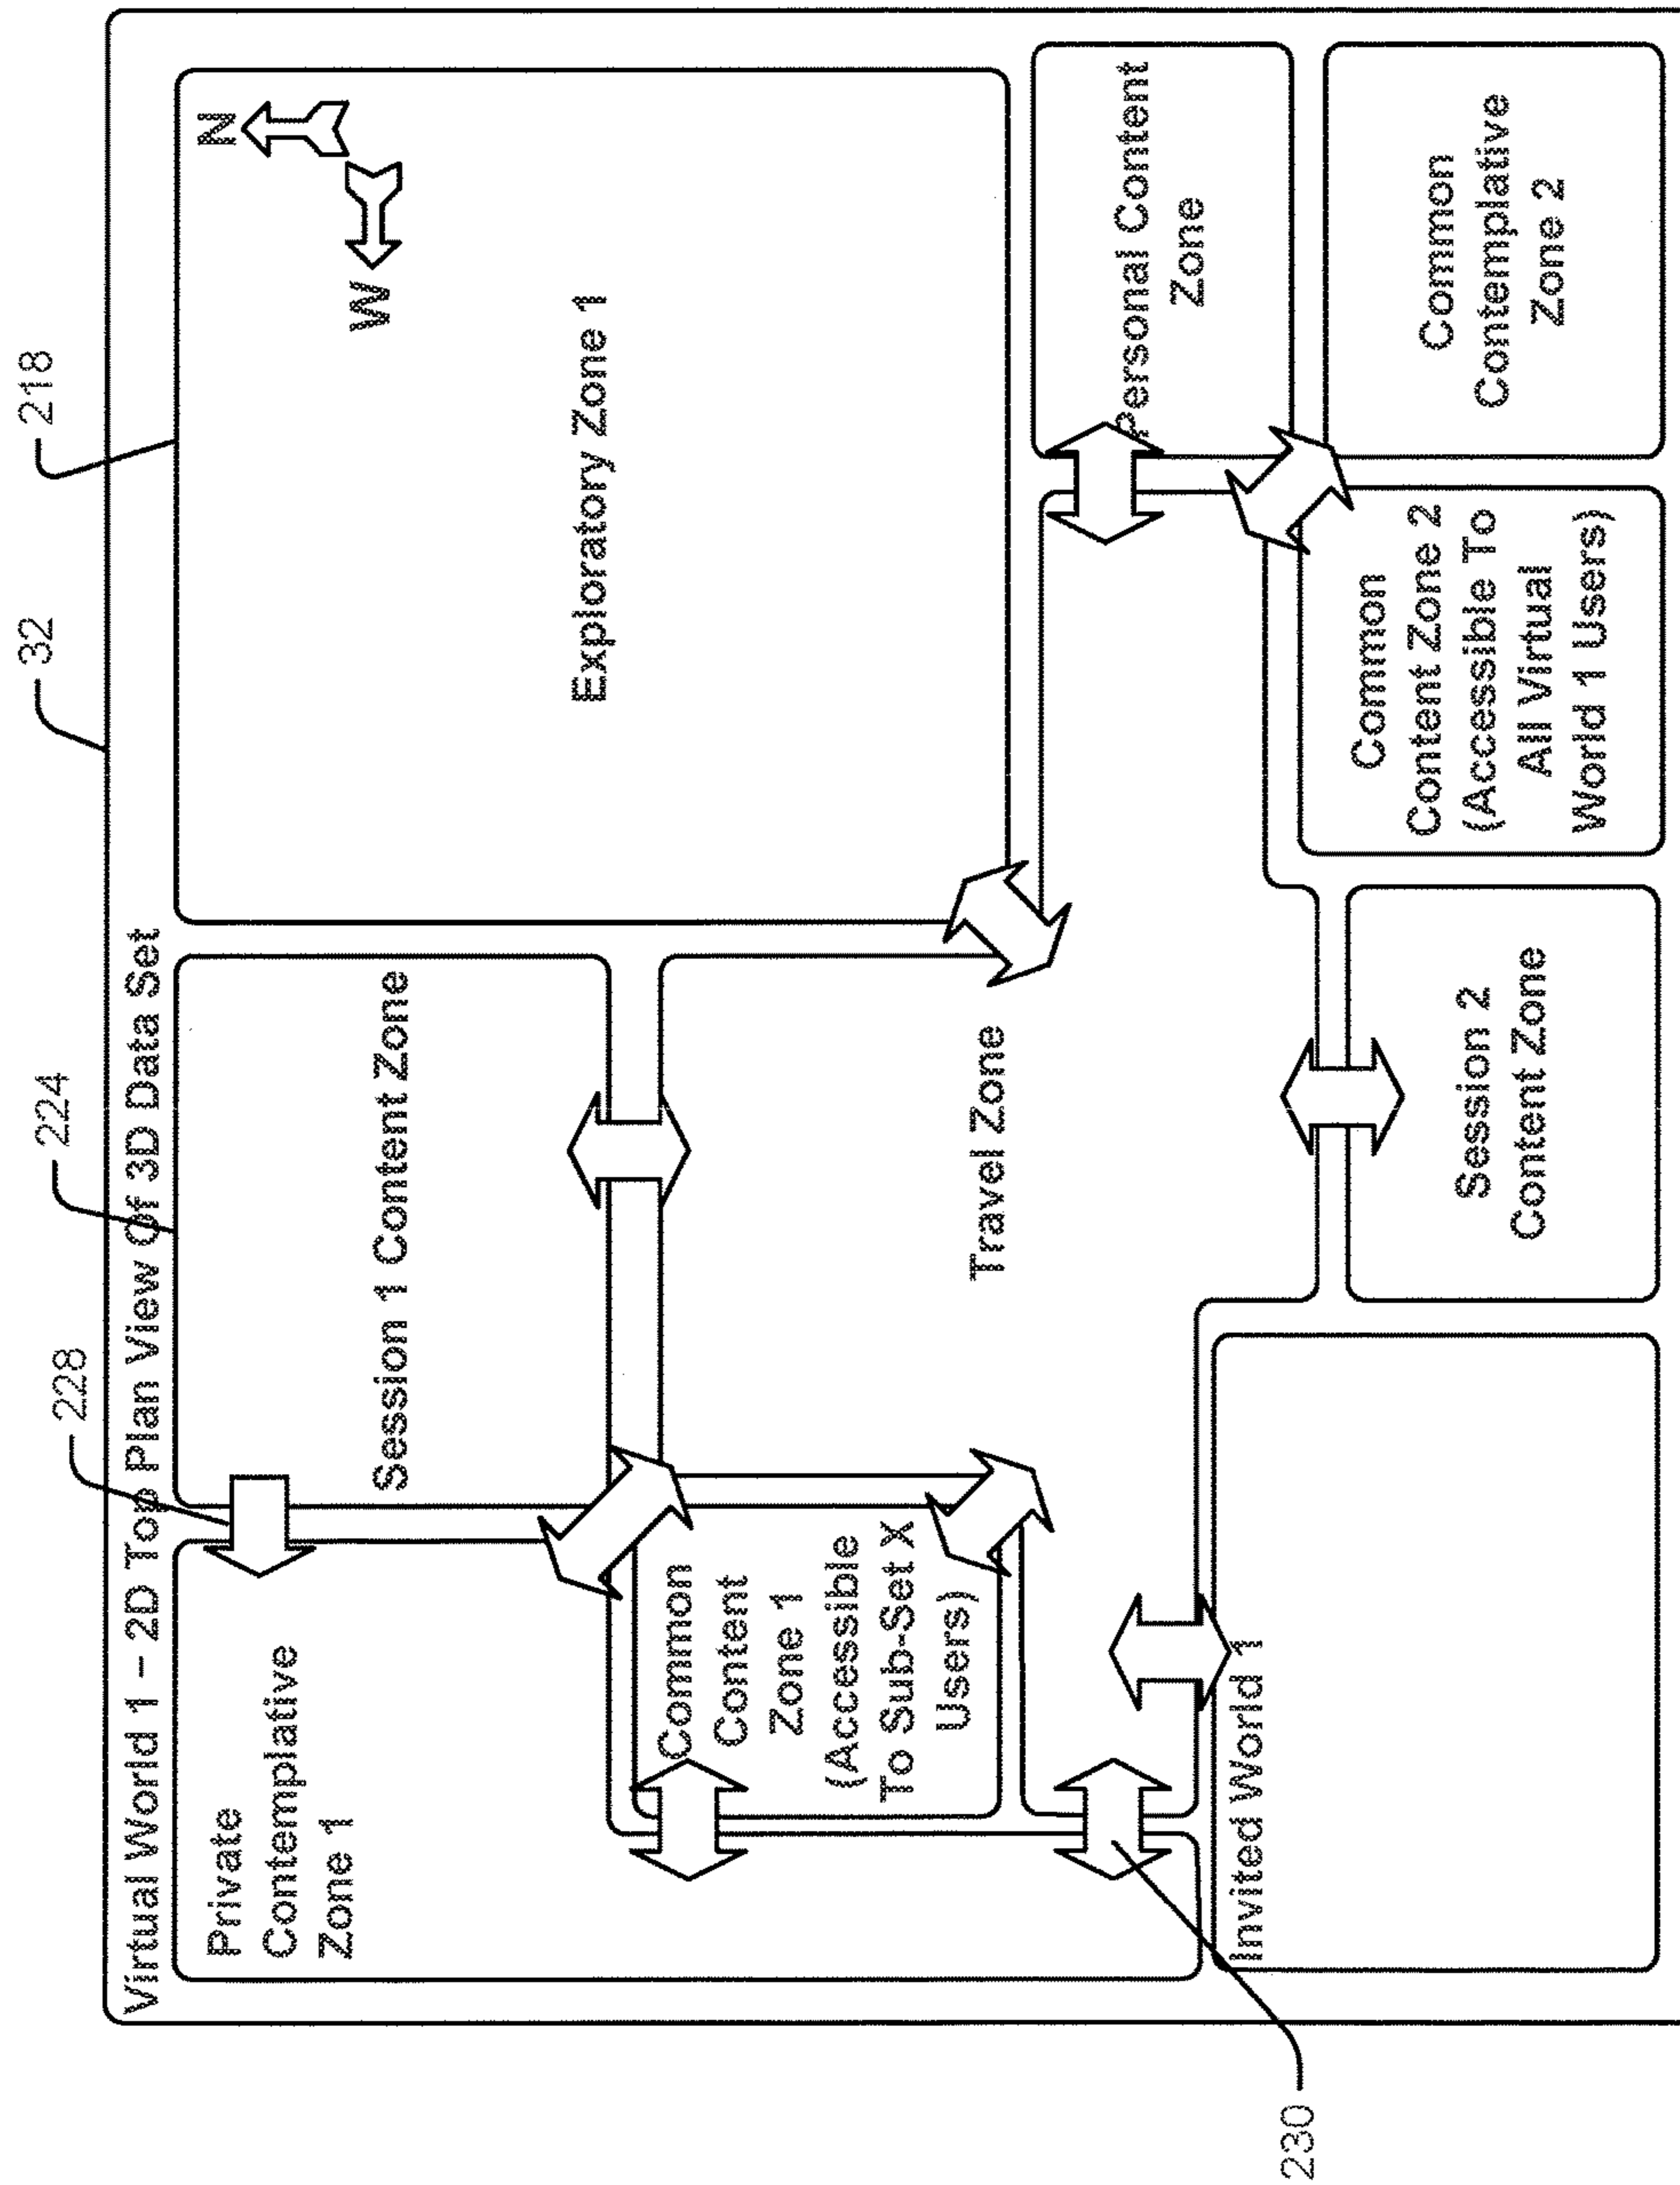 230
228
224
32
218
Virtual World 1 – 2D Top Plan View Of 3D Data Set
Private
Contemplative
Zone 1
Session 1 Content Zone
N
W
Exploratory Zone 1
Common
Content
Zone 1
(Accessible
To Sub-Set X
Users)
Travel Zone
Personal Content
Zone
Invited World 1
Session 2
Content Zone
Common
Content Zone 2
(Accessible To
All Virtual
World 1 Users)
Common
Contemplative
Zone 2